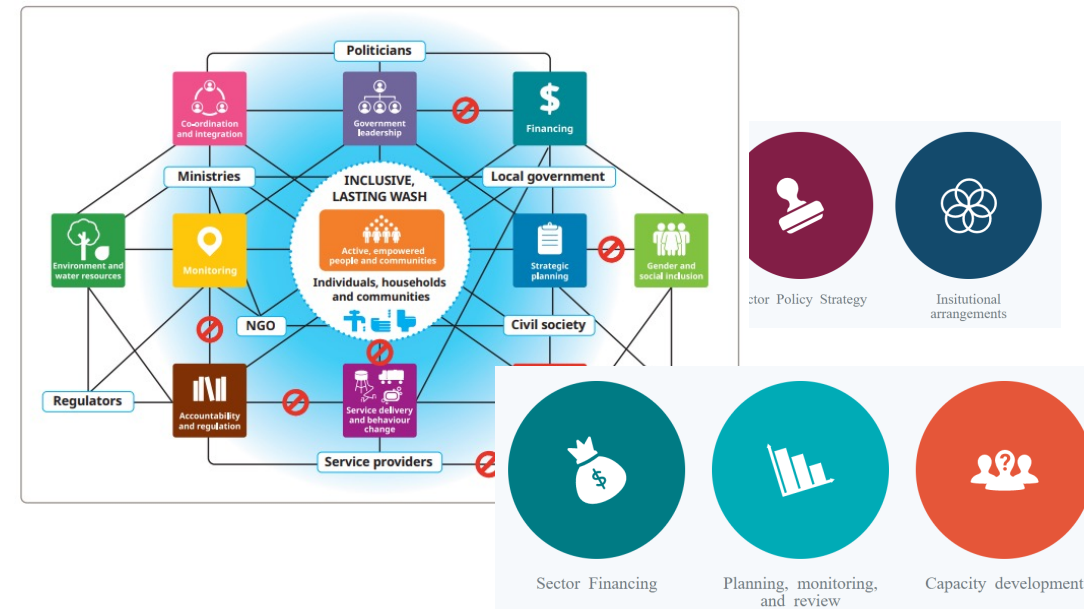 Politicians
Co-ordination
and integration
Government
leadership
$
Financing
Ministries
Local government
INCLUSIVE,
LASTING WASH
Active, empowered
people and communities
Individuals, households
and communities
Environment and
water resources
Monitoring
Strategic
planning
Gender and
social inclusion
NGO
Civil society
Regulators
Accountability
and regulation
Service delivery
and behaviour
change
Service providers
ctor Policy Strategy
Insitutional
arrangements
$
Sector Financing
Planning, monitoring,
and review
?
Capacity development